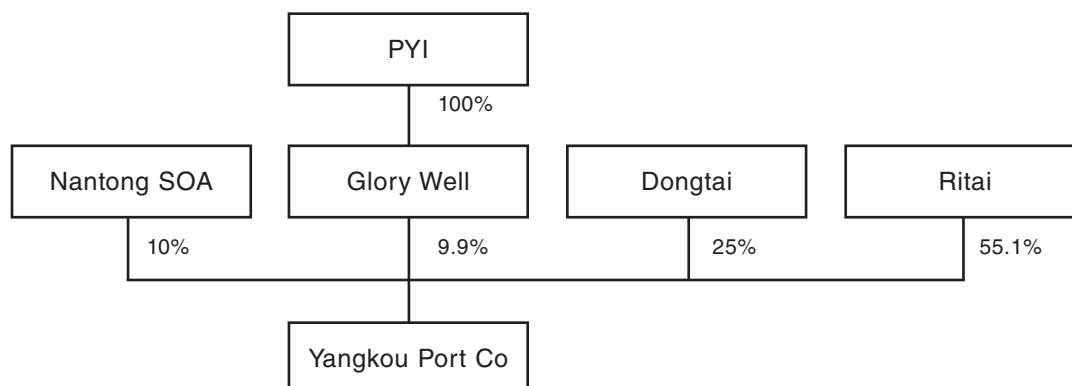 PYI
100%
Nantong SOA
Glory Well
Dongtai
Ritai
10%
9.9%
25%
55.1%
Yangkou Port Co